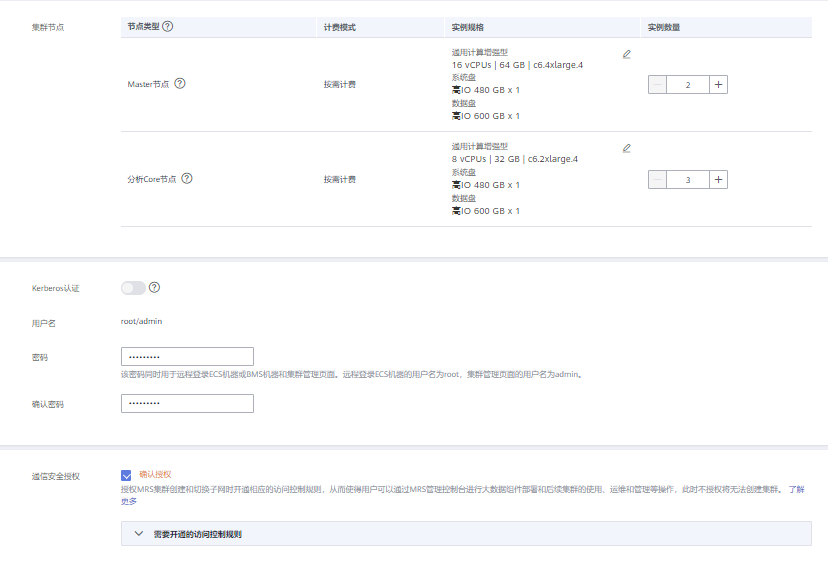 集群节点
节点类型 ?
计费模式
实例规格
实例数量
Master节点 ?
按需计费
通用计算增强型
16 vCPUs | 64 GB | c6.4xlarge.4
系统盘
高IO 480 GB x 1
数据盘
高IO 600 GB x 1
2
分析Core节点 ?
按需计费
通用计算增强型
8 vCPUs | 32 GB | c6.2xlarge.4
系统盘
高IO 480 GB x 1
数据盘
高IO 600 GB x 1
3
Kerberos认证 ?
用户名
root/admin
密码
•••••••••
该密码同时用于远程登录ECS机器或BMS机器和集群管理页面。远程登录ECS机器的用户名为root，集群管理页面的用户名为admin。
确认密码
•••••••••
通信安全授权
确认授权
授权MRS集群创建和切换子网时开通相应的访问控制规则，从而使得用户可以通过MRS管理控制台进行大数据组件部署和后续集群的使用、运维和管理等操作，此时不授权将无法创建集群。 了解
更多
需要开通的访问控制规则